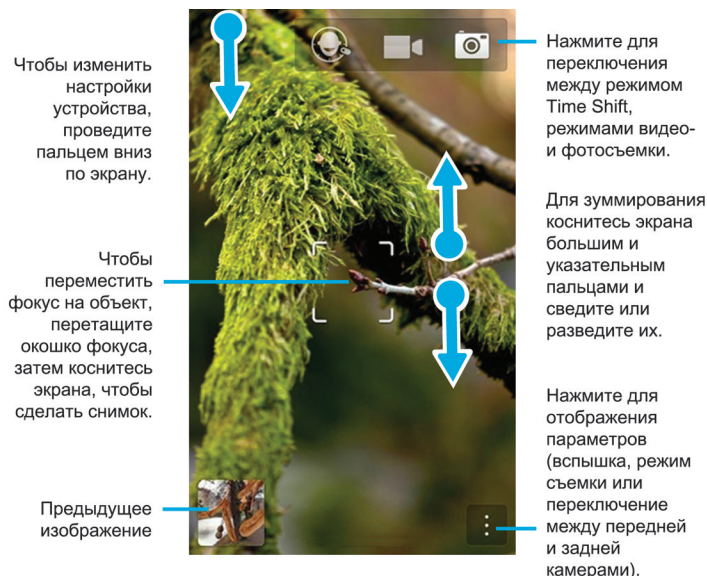 Чтобы изменить
настройки
устройства,
проведите
пальцем вниз
по экрану.
Чтобы
переместить
фокус на объект,
перетащите
окошко фокуса,
затем коснитесь
экрана, чтобы
сделать снимок.
Предыдущее
изображение
Нажмите для
переключения
между режимом
Time Shift,
режимами видео-
и фотосъемки.
Для зуммирования
коснитесь экрана
большим и
указательным
пальцами и
сведите или
разведите их.
Нажмите для
отображения
параметров
(вспышка, режим
съемки или
переключение
между передней
и задней
камерами).